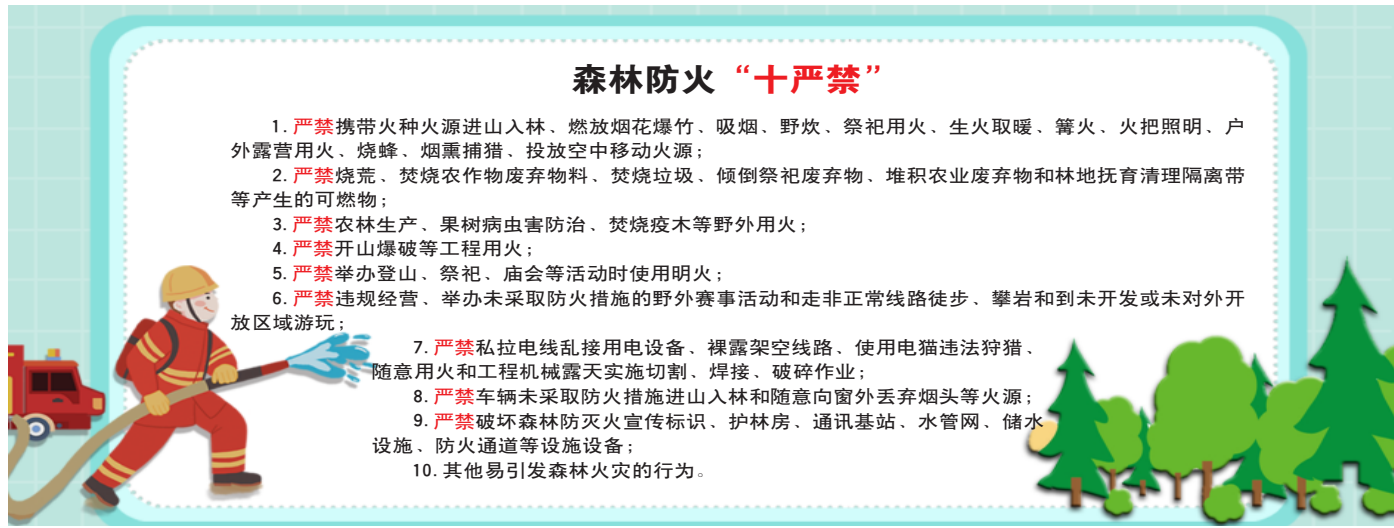 森林防火“十严禁”
1.严禁携带火种火源进山入林、燃放烟花爆竹、吸烟、野炊、祭祀用火、生火取暖、篝火、火把照明、户
外露营用火、烧蜂、烟熏捕猎、投放空中移动火源；
2.严禁烧荒、焚烧农作物废弃物料、焚烧垃圾、倾倒祭祀废弃物、堆积农业废弃物和林地抚育清理隔离带
等产生的可燃物；
3.严禁农林生产、果树病虫害防治、焚烧疫木等野外用火；
4.严禁开山爆破等工程用火；
5.严禁举办登山、祭祀、庙会等活动时使用明火；
6.严禁违规经营、举办未采取防火措施的野外赛事活动和走非正常线路徒步、攀岩和到未开发或未对外开
放区域游玩；
7.严禁私拉电线乱接用电设备、裸露架空线路、使用电猫违法狩猎、
随意用火和工程机械露天实施切割、焊接、破碎作业；
8.严禁车辆未采取防火措施进山入林和随意向窗外丢弃烟头等火源；
9.严禁破坏森林防灭火宣传标识、护林房、通讯基站、水管网、储水
设施、防火通道等设施设备；
10.其他易引发森林火灾的行为。